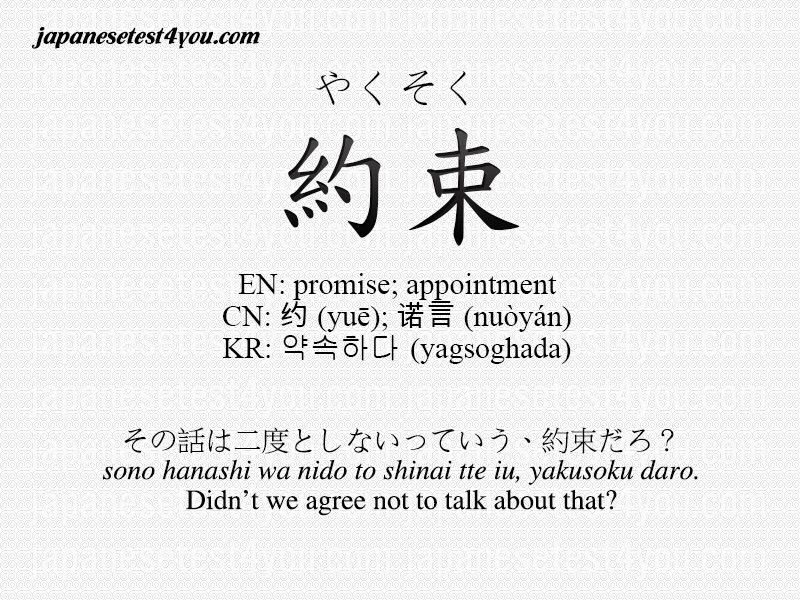 japanesetest4you.com
やくそく
約束
EN: promise; appointment
CN: 约 (yuē); 诺言 (nuòyán)
KR: 약속하다 (yagsoghada)
その話は二度としないっていう、約束だろ？
sono hanashi wa nido to shinai tte iu, yakusoku daro.
Didn’t we agree not to talk about that?